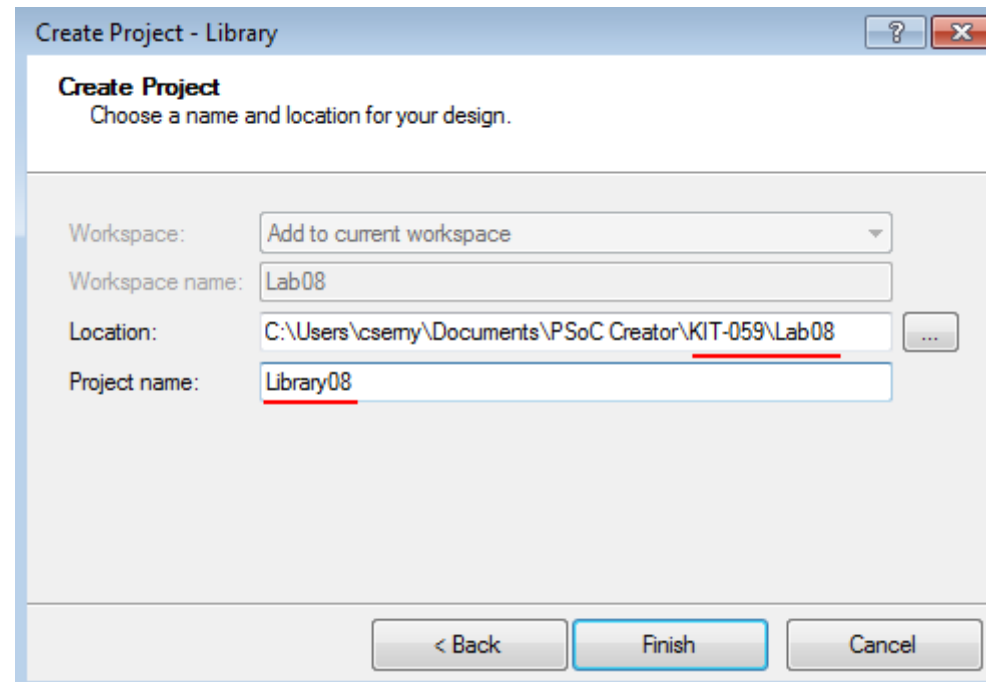 Create Project - Library
Create Project
Choose a name and location for your design.
Workspace: Add to current workspace
Workspace name: Lab08
Location: C:\Users\cserny\Documents\PSoC Creator\KIT-059\Lab08 ...
Project name: Library08
< Back Finish Cancel